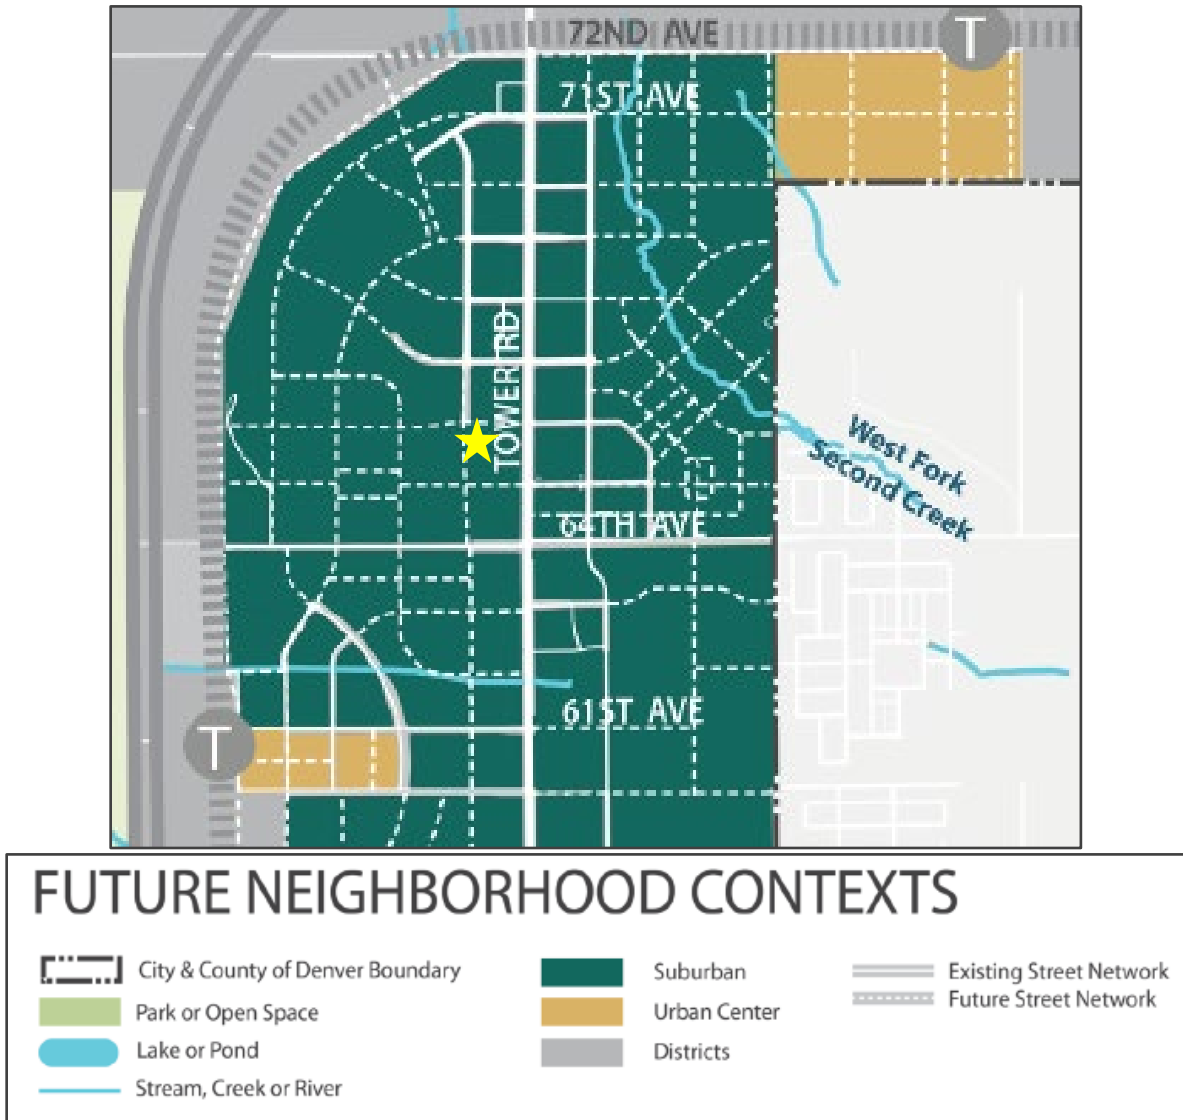 72ND AVE
T
71ST AVE
TOWER RD
West Fork
Second Creek
64TH AVE
61ST AVE
T
FUTURE NEIGHBORHOOD CONTEXTS
City & County of Denver Boundary
Park or Open Space
Lake or Pond
Stream, Creek or River
Suburban
Urban Center
Districts
Existing Street Network
Future Street Network